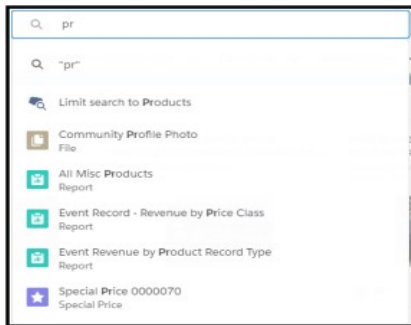 pr
"pr"
Limit search to Products
Community Profile Photo
File
All Misc Products
Report
Event Record - Revenue by Price Class
Report
Event Revenue by Product Record Type
Report
Special Price 0000070
Special Price